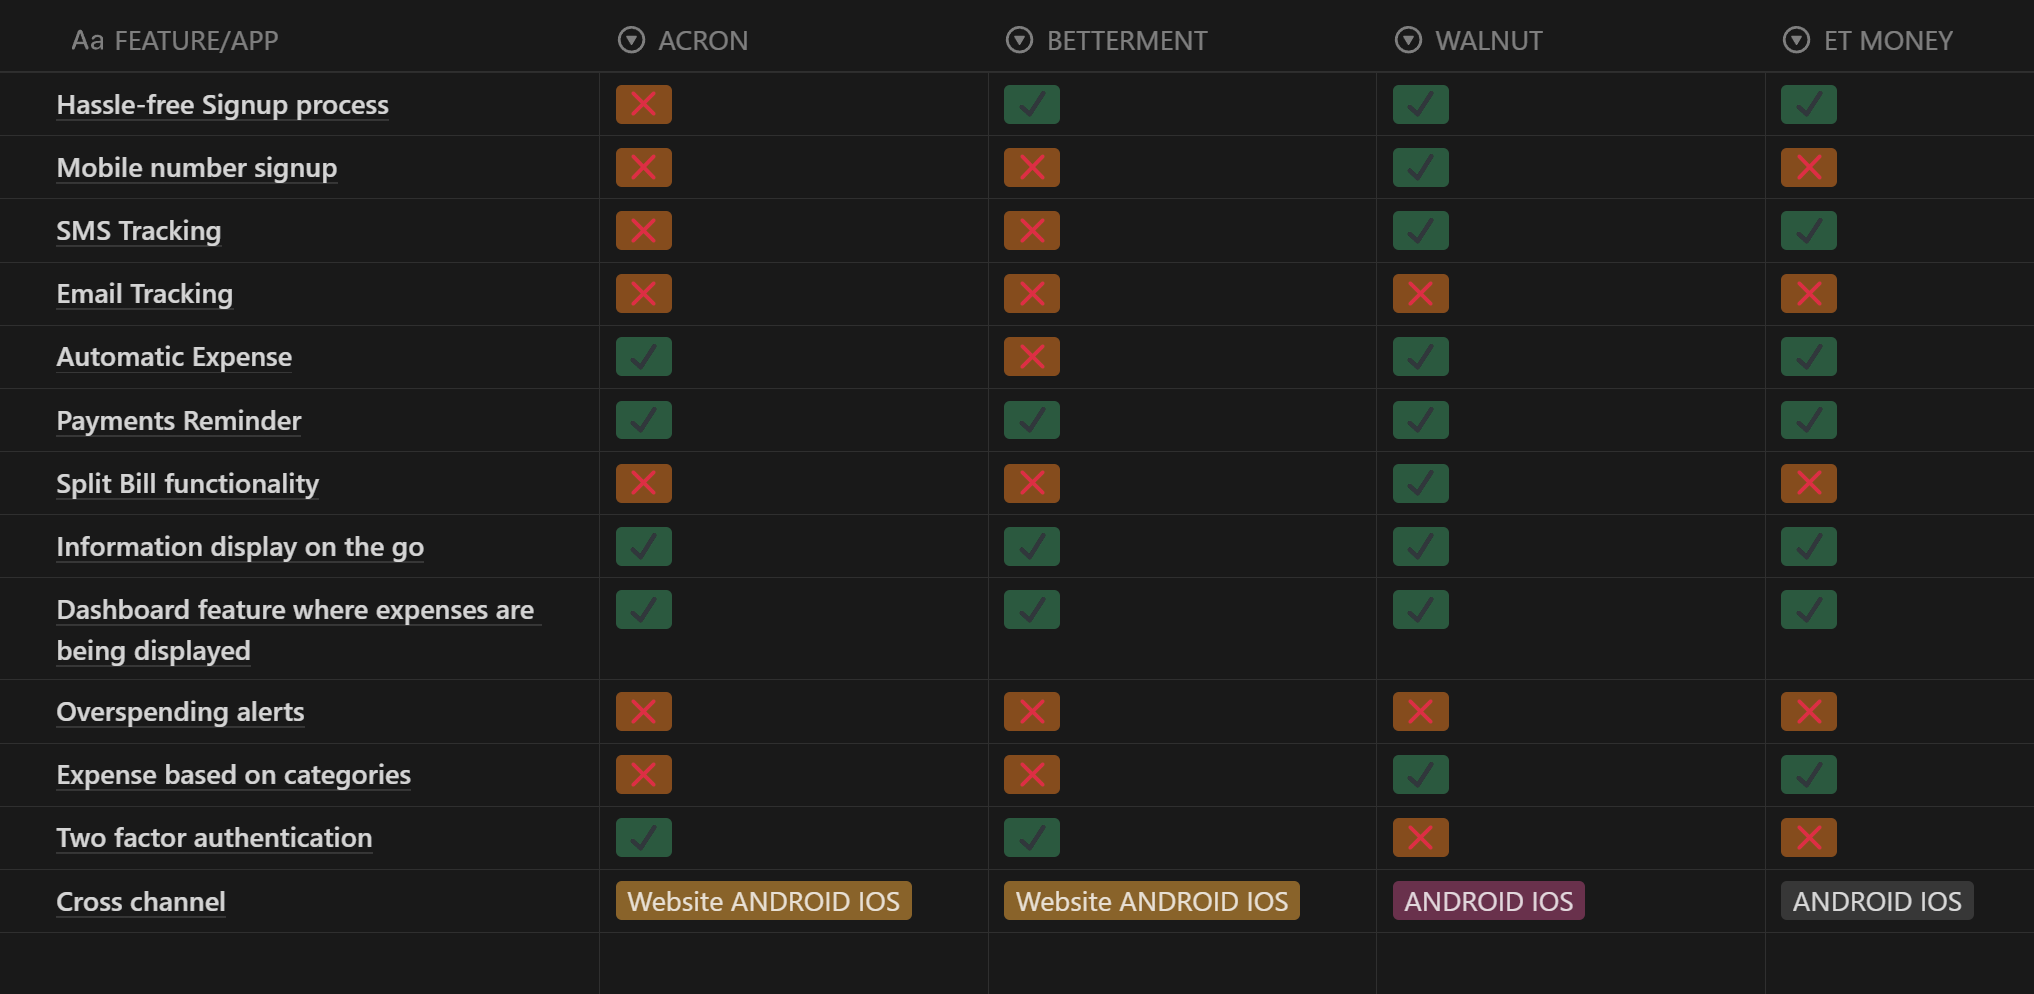 Aa FEATURE/APP ACRON BETTERMENT WALNUT ET MONEY
Hassle-free Signup process ❌ ✔ ✔ ✔
Mobile number signup ❌ ❌ ✔ ❌
SMS Tracking ❌ ❌ ✔ ✔
Email Tracking ❌ ❌ ❌ ❌
Automatic Expense ✔ ❌ ✔ ✔
Payments Reminder ✔ ✔ ✔ ✔
Split Bill functionality ❌ ❌ ✔ ❌
Information display on the go ✔ ✔ ✔ ✔
Dashboard feature where expenses are ✔ ✔ ✔ ✔
being displayed
Overspending alerts ❌ ❌ ❌ ❌
Expense based on categories ❌ ❌ ✔ ✔
Two factor authentication ✔ ✔ ❌ ❌
Cross channel Website ANDROID IOS Website ANDROID IOS ANDROID IOS ANDROID IOS